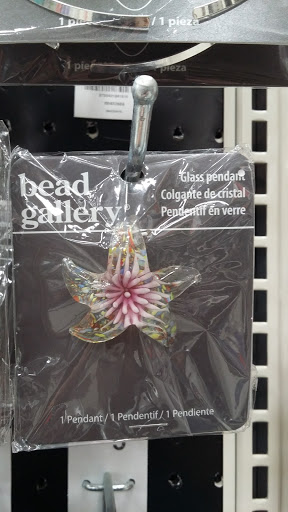 1 pieza / 1 pieza
bead
gallery®
Glass pendant
Colgante de cristal
Pendentif en verre
1 Pendant / 1 Pendentif / 1 Pendiente